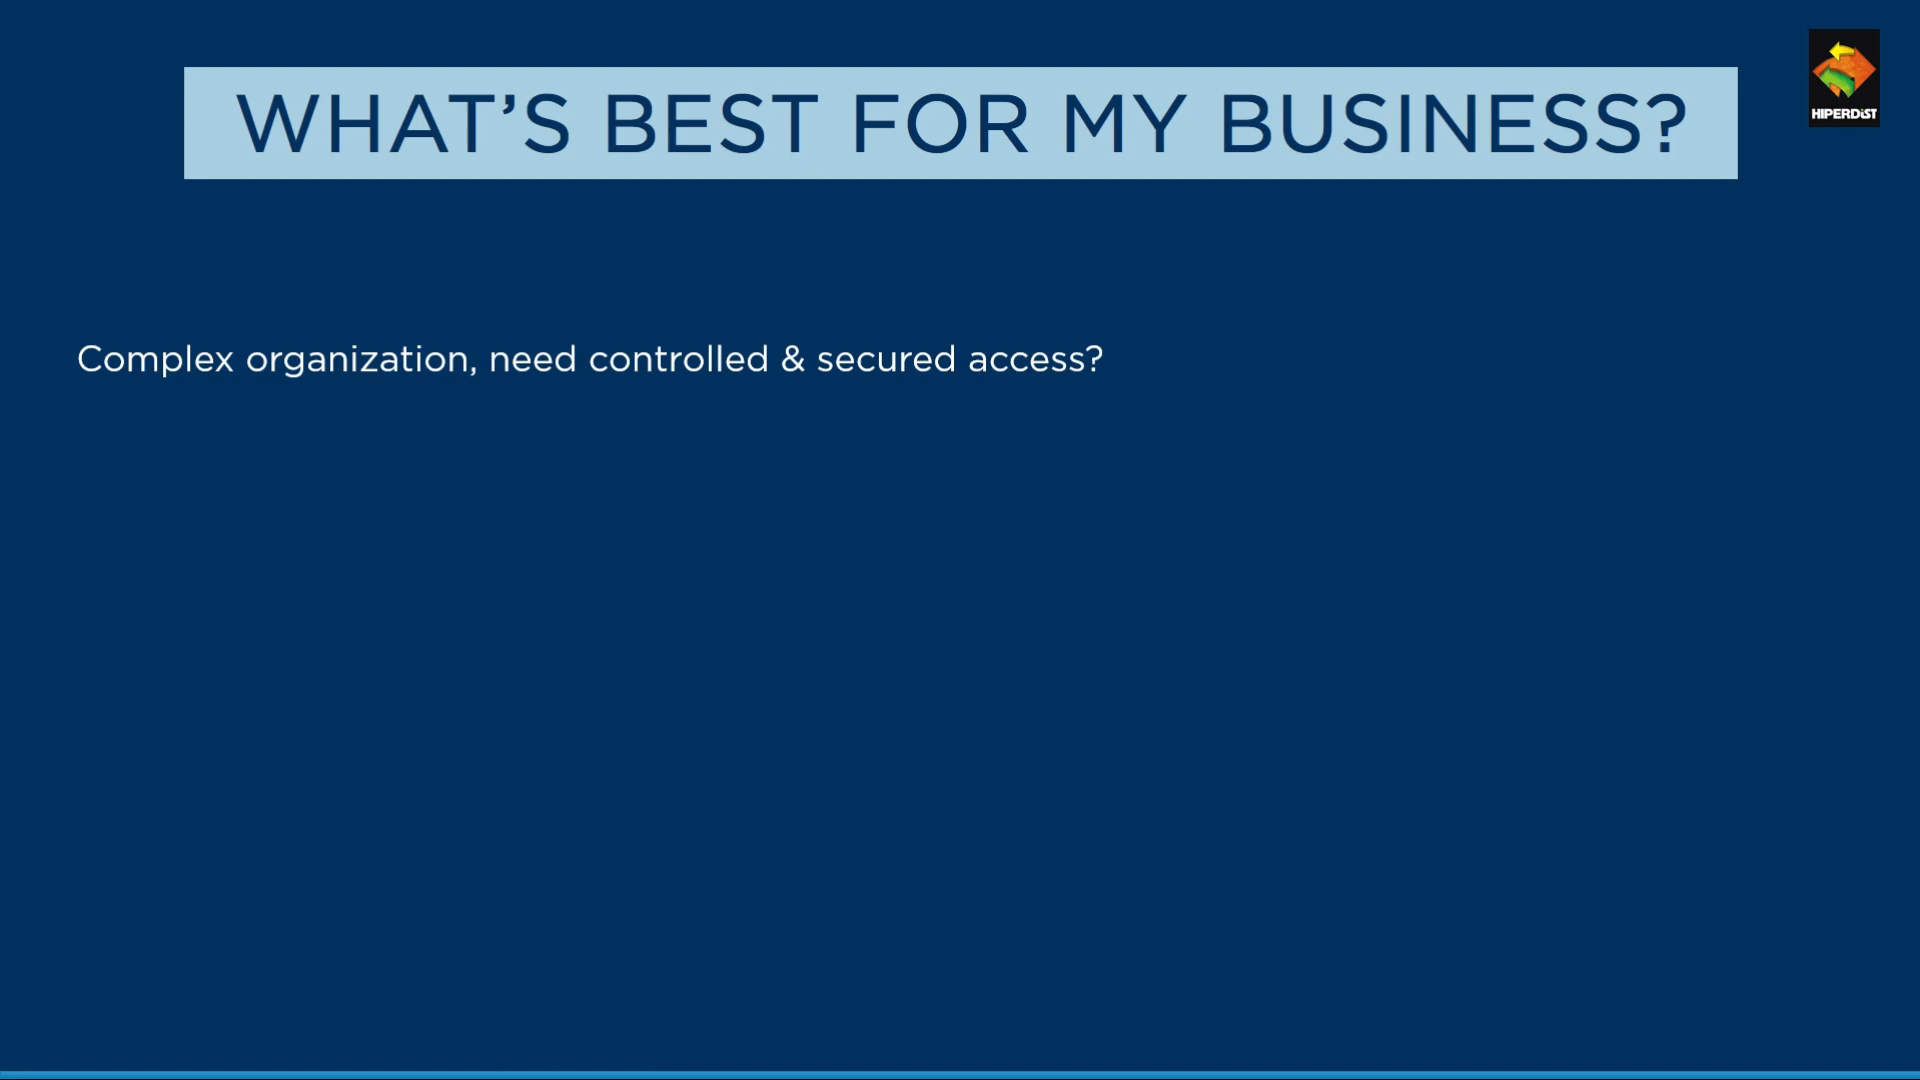 WHAT’S BEST FOR MY BUSINESS?
HIPERDiST
Complex organization, need controlled & secured access?